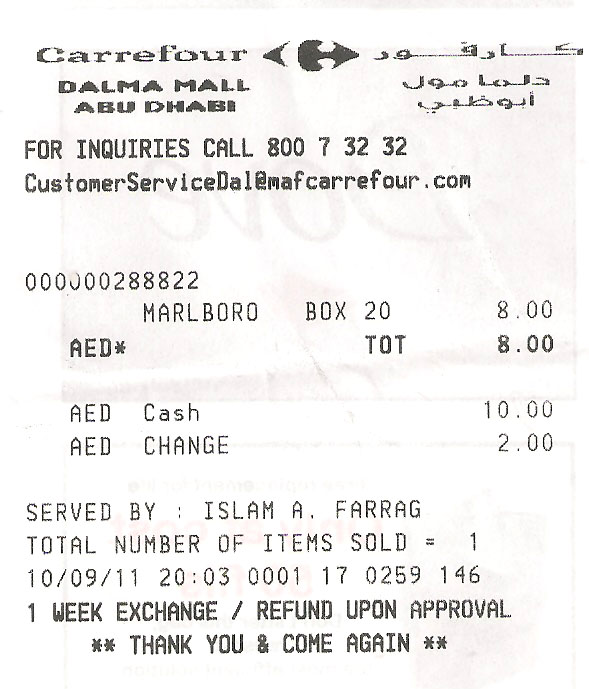 Carrefour كارفور
DALMA MALL دلما مول
ABU DHABI أبوظبي
FOR INQUIRIES CALL 800 7 32 32
CustomerServiceDal@mafcarrefour.com
000000288822
MARLBORO BOX 20 8.00
AED* TOT 8.00
AED Cash 10.00
AED CHANGE 2.00
SERVED BY : ISLAM A. FARRAG
TOTAL NUMBER OF ITEMS SOLD = 1
10/09/11 20:03 0001 17 0259 146
1 WEEK EXCHANGE / REFUND UPON APPROVAL
** THANK YOU & COME AGAIN **